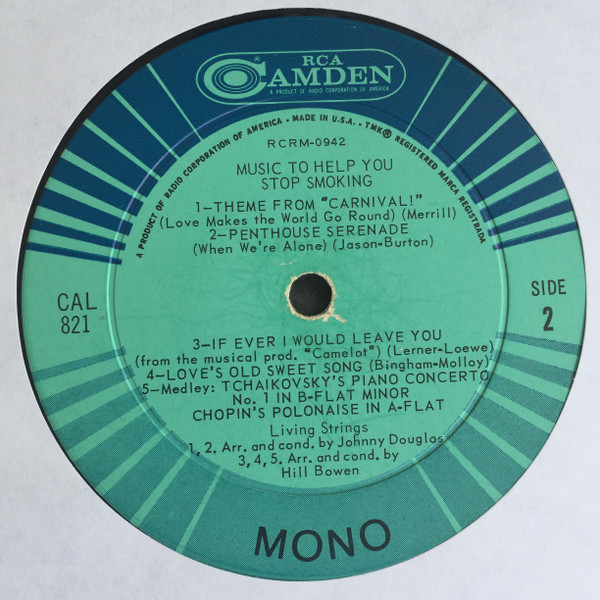 RCA
CAMDEN
A PRODUCT OF RADIO CORPORATION OF AMERICA
A PRODUCT OF RADIO CORPORATION OF AMERICA • MADE IN U.S.A. • TMK® REGISTERED MARCA REGISTRADA
RCRM-0942
MUSIC TO HELP YOU
STOP SMOKING
1—THEME FROM "CARNIVAL!"
(Love Makes the World Go Round) (Merrill)
2—PENTHOUSE SERENADE
(When We're Alone) (Jason-Burton)
CAL
821
SIDE
2
3—IF EVER I WOULD LEAVE YOU
(from the musical prod. "Camelot") (Lerner-Loewe)
4—LOVE'S OLD SWEET SONG (Bingham-Molloy)
5—Medley: TCHAIKOVSKY'S PIANO CONCERTO
No. 1 IN B-FLAT MINOR
CHOPIN'S POLONAISE IN A-FLAT
Living Strings
1, 2. Arr. and cond. by Johnny Douglas
3, 4, 5. Arr. and cond. by
Hill Bowen
MONO